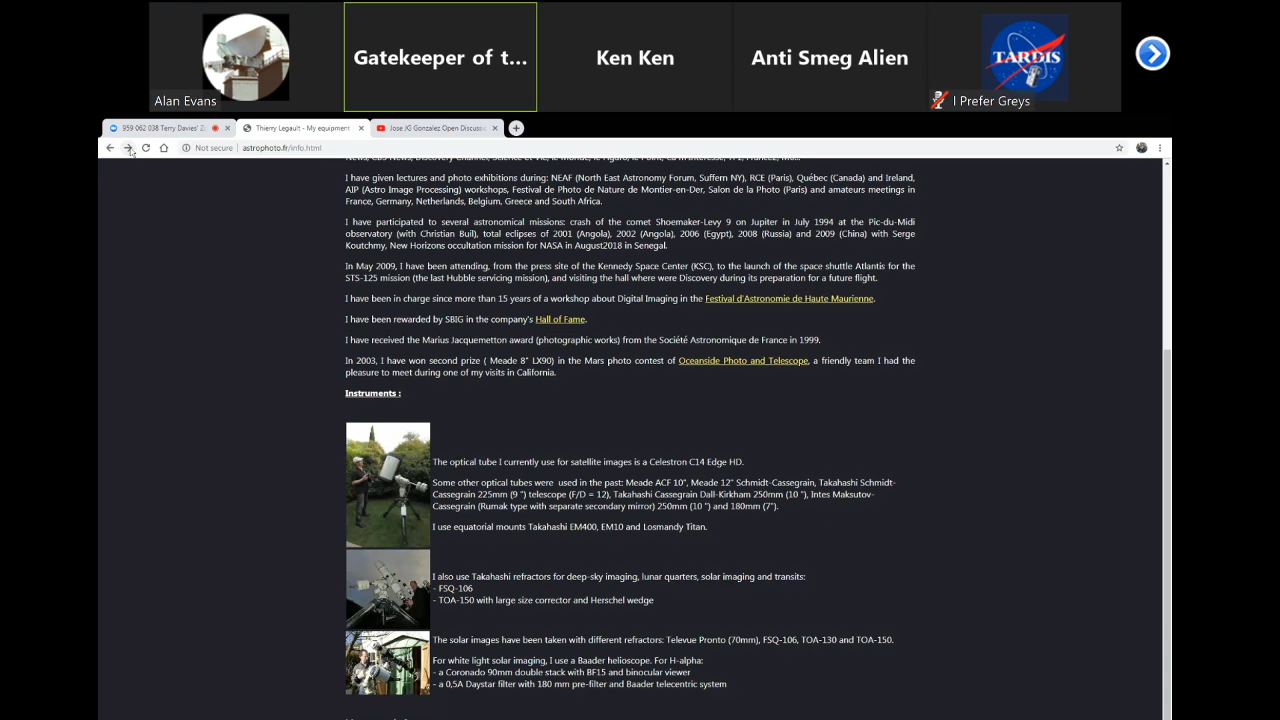 Gatekeeper of t...
Ken Ken
Anti Smeg Alien
TARDIS
Alan Evans
I Prefer Greys
959 062 038 Terry Davies' Z
Thierry Legault - My equipment
Jose JG Gonzalez Open Discussi
Not secure
astrophoto.fr/info.html
I have given lectures and photo exhibitions during: NEAF (North East Astronomy Forum, Suffern NY), RCE (Paris), Québec (Canada) and Ireland,
AIP (Astro Image Processing) workshops, Festival de Photo de Nature de Montier-en-Der, Salon de la Photo (Paris) and amateurs meetings in
France, Germany, Netherlands, Belgium, Greece and South Africa.
I have participated to several astronomical missions: crash of the comet Shoemaker-Levy 9 on Jupiter in July 1994 at the Pic-du-Midi
observatory (with Christian Buil), total eclipses of 2001 (Angola), 2002 (Angola), 2006 (Egypt), 2008 (Russia) and 2009 (China) with Serge
Koutchmy, New Horizons occultation mission for NASA in August2018 in Senegal.
In May 2009, I have been attending, from the press site of the Kennedy Space Center (KSC), to the launch of the space shuttle Atlantis for the
STS-125 mission (the last Hubble servicing mission), and visiting the hall where were Discovery during its preparation for a future flight.
I have been in charge since more than 15 years of a workshop about Digital Imaging in the Festival d'Astronomie de Haute Maurienne.
I have been rewarded by SBIG in the company's Hall of Fame.
I have received the Marius Jacquemetton award (photographic works) from the Société Astronomique de France in 1999.
In 2003, I have won second prize ( Meade 8" LX90) in the Mars photo contest of Oceanside Photo and Telescope, a friendly team I had the
pleasure to meet during one of my visits in California.
Instruments :
The optical tube I currently use for satellite images is a Celestron C14 Edge HD.
Some other optical tubes were used in the past: Meade ACF 10", Meade 12" Schmidt-Cassegrain, Takahashi Schmidt-
Cassegrain 225mm (9 ") telescope (F/D = 12), Takahashi Cassegrain Dall-Kirkham 250mm (10 "), Intes Maksutov-
Cassegrain (Rumak type with separate secondary mirror) 250mm (10 ") and 180mm (7").
I use equatorial mounts Takahashi EM400, EM10 and Losmandy Titan.
I also use Takahashi refractors for deep-sky imaging, lunar quarters, solar imaging and transits:
- FSQ-106
- TOA-150 with large size corrector and Herschel wedge
The solar images have been taken with different refractors: Televue Pronto (70mm), FSQ-106, TOA-130 and TOA-150.
For white light solar imaging, I use a Baader helioscope. For H-alpha:
- a Coronado 90mm double stack with BF15 and binocular viewer
- a 0,5A Daystar filter with 180 mm pre-filter and Baader telecentric system